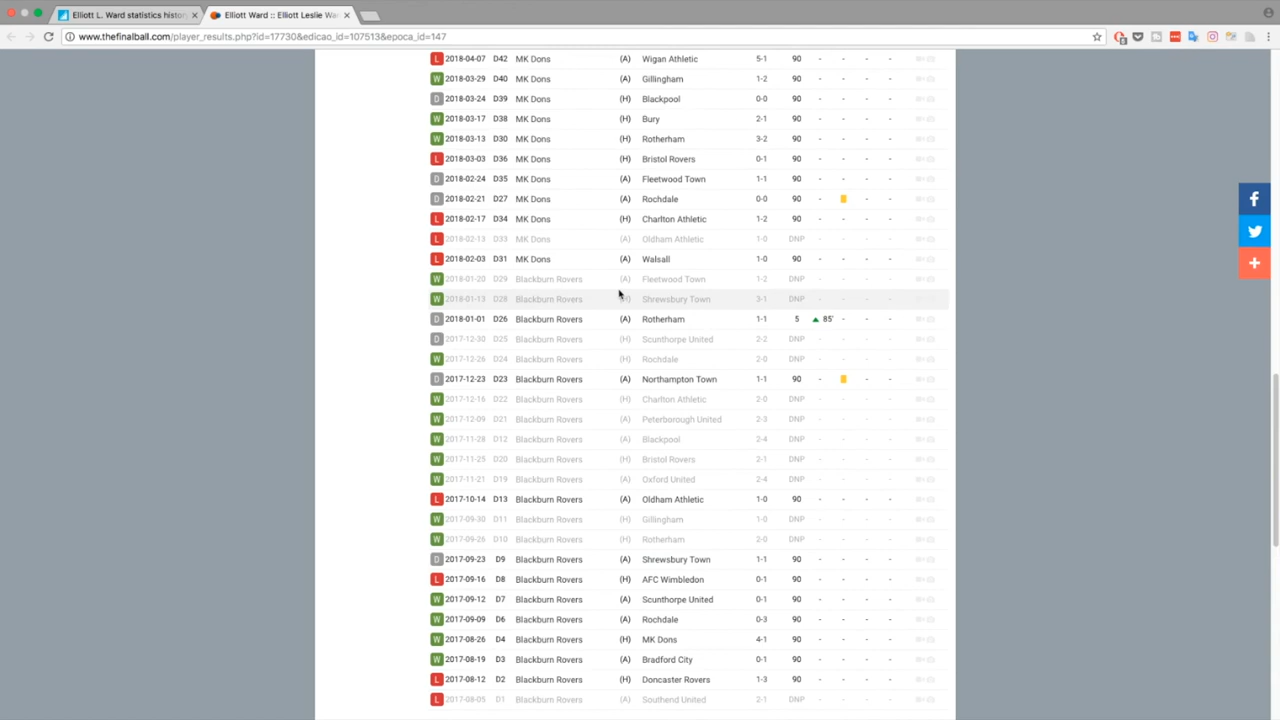 Elliott L. Ward statistics histor × Elliott Ward :: Elliott Leslie Wa ×
www.thefinalball.com/player_results.php?id=17730&edicao_id=107513&epoca_id=147
L 2018-04-07 D42 MK Dons (A) Wigan Athletic 5-1 90 - - - -
W 2018-03-29 D40 MK Dons (A) Gillingham 1-2 90 - - - -
D 2018-03-24 D39 MK Dons (H) Blackpool 0-0 90 - - - -
W 2018-03-17 D38 MK Dons (H) Bury 2-1 90 - - - -
W 2018-03-13 D30 MK Dons (H) Rotherham 3-2 90 - - - -
L 2018-03-03 D36 MK Dons (H) Bristol Rovers 0-1 90 - - - -
D 2018-02-24 D35 MK Dons (A) Fleetwood Town 1-1 90 - - - -
D 2018-02-21 D27 MK Dons (A) Rochdale 0-0 90 - - -
L 2018-02-17 D34 MK Dons (H) Charlton Athletic 1-2 90 - - - -
L 2018-02-13 D33 MK Dons (A) Oldham Athletic 1-0 DNP - - - -
L 2018-02-03 D31 MK Dons (A) Walsall 1-0 90 - - - -
W 2018-01-20 D29 Blackburn Rovers (A) Fleetwood Town 1-2 DNP - - - -
W 2018-01-13 D28 Blackburn Rovers (H) Shrewsbury Town 3-1 DNP - - - -
D 2018-01-01 D26 Blackburn Rovers (A) Rotherham 1-1 5 ▲ 85' - - -
D 2017-12-30 D25 Blackburn Rovers (H) Scunthorpe United 2-2 DNP - - - -
W 2017-12-26 D24 Blackburn Rovers (H) Rochdale 2-0 DNP - - - -
D 2017-12-23 D23 Blackburn Rovers (A) Northampton Town 1-1 90 - - -
W 2017-12-16 D22 Blackburn Rovers (H) Charlton Athletic 2-0 DNP - - - -
W 2017-12-09 D21 Blackburn Rovers (A) Peterborough United 2-3 DNP - - - -
W 2017-11-28 D12 Blackburn Rovers (A) Blackpool 2-4 DNP - - - -
W 2017-11-25 D20 Blackburn Rovers (H) Bristol Rovers 2-1 DNP - - - -
W 2017-11-21 D19 Blackburn Rovers (A) Oxford United 2-4 DNP - - - -
L 2017-10-14 D13 Blackburn Rovers (A) Oldham Athletic 1-0 90 - - - -
W 2017-09-30 D11 Blackburn Rovers (H) Gillingham 1-0 DNP - - - -
W 2017-09-26 D10 Blackburn Rovers (H) Rotherham 2-0 DNP - - - -
D 2017-09-23 D9 Blackburn Rovers (A) Shrewsbury Town 1-1 90 - - - -
L 2017-09-16 D8 Blackburn Rovers (H) AFC Wimbledon 0-1 90 - - - -
W 2017-09-12 D7 Blackburn Rovers (A) Scunthorpe United 0-1 90 - - - -
W 2017-09-09 D6 Blackburn Rovers (A) Rochdale 0-3 90 - - - -
W 2017-08-26 D4 Blackburn Rovers (H) MK Dons 4-1 90 - - - -
W 2017-08-19 D3 Blackburn Rovers (A) Bradford City 0-1 90 - - - -
L 2017-08-12 D2 Blackburn Rovers (H) Doncaster Rovers 1-3 90 - - - -
L 2017-08-05 D1 Blackburn Rovers (A) Southend United 2-1 DNP - - - -